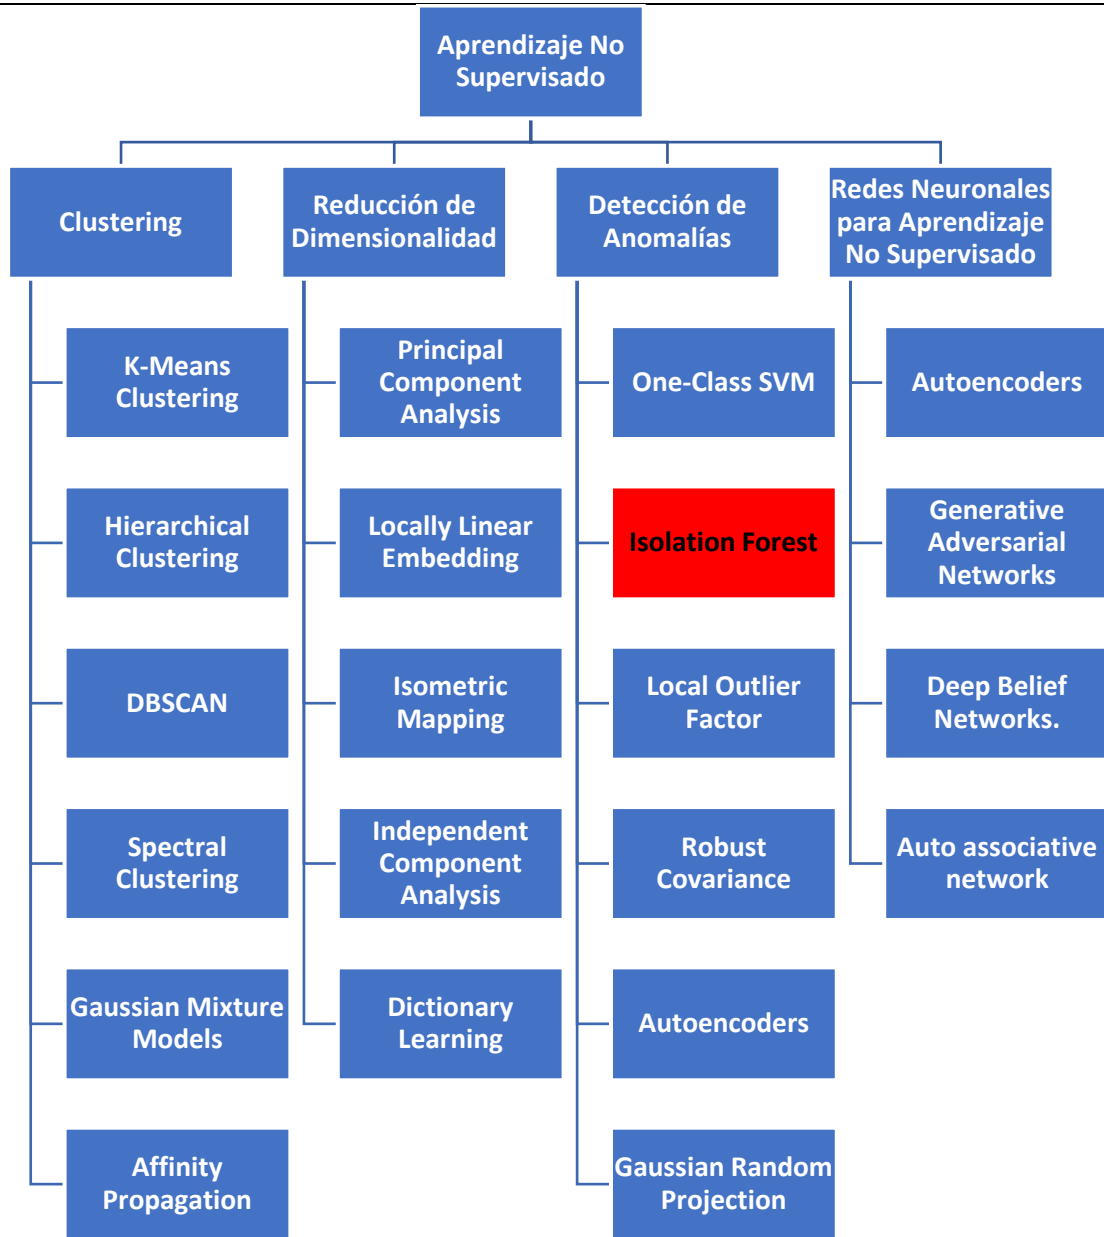 Aprendizaje No
Supervisado
Clustering
Reducción de
Dimensionalidad
Detección de
Anomalías
Redes Neuronales
para Aprendizaje
No Supervisado
K-Means
Clustering
Hierarchical
Clustering
DBSCAN
Spectral
Clustering
Gaussian Mixture
Models
Affinity
Propagation
Principal
Component
Analysis
Locally Linear
Embedding
Isometric
Mapping
Independent
Component
Analysis
Dictionary
Learning
One-Class SVM
Isolation Forest
Local Outlier
Factor
Robust
Covariance
Autoencoders
Gaussian Random
Projection
Autoencoders
Generative
Adversarial
Networks
Deep Belief
Networks.
Auto associative
network